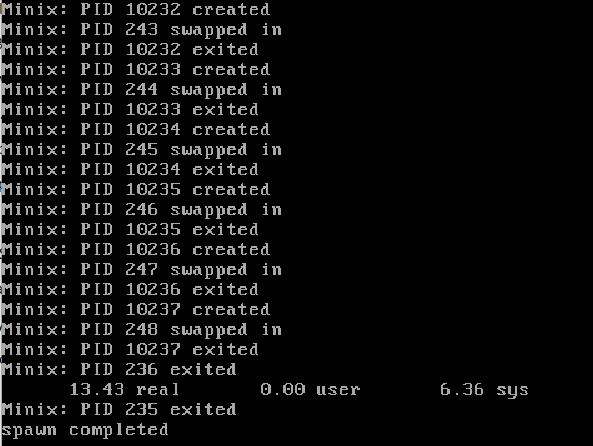 Minix: PID 10232 created
Minix: PID 243 swapped in
Minix: PID 10232 exited
Minix: PID 10233 created
Minix: PID 244 swapped in
Minix: PID 10233 exited
Minix: PID 10234 created
Minix: PID 245 swapped in
Minix: PID 10234 exited
Minix: PID 10235 created
Minix: PID 246 swapped in
Minix: PID 10235 exited
Minix: PID 10236 created
Minix: PID 247 swapped in
Minix: PID 10236 exited
Minix: PID 10237 created
Minix: PID 248 swapped in
Minix: PID 10237 exited
Minix: PID 236 exited
13.43 real 0.00 user 6.36 sys
Minix: PID 235 exited
spawn completed